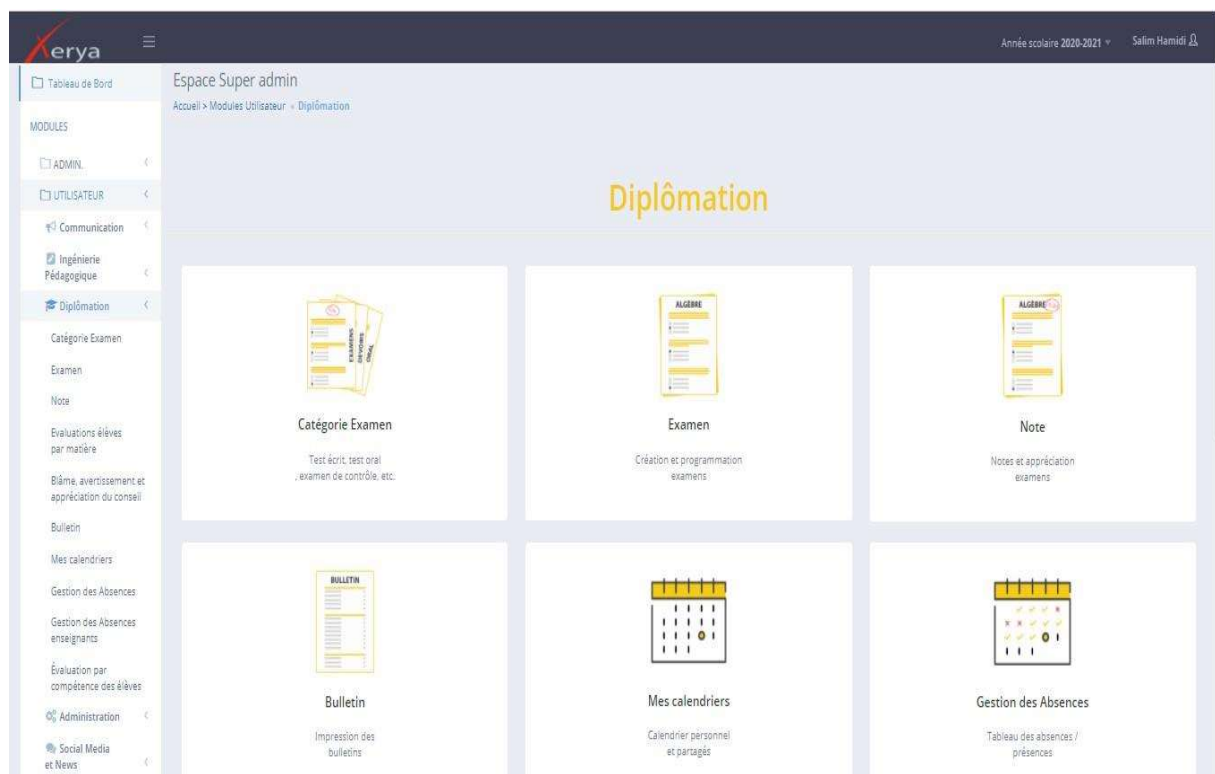 Xerya
Année scolaire 2020-2021
Salim Hamidi
Tableau de Bord
MODULES
ADMIN.
UTILISATEUR
Communication
Ingénierie
Pédagogique
Diplômation
Catégorie Examen
Examen
Note
Evaluations élèves
par matière
Blâme, avertissement et
appréciation du conseil
Bulletin
Mes calendriers
Gestion des Absences
Gestion des Absences
enseignants
Évaluation par
compétence des élèves
Administration
Social Media
et News
Espace Super admin
Accueil > Modules Utilisateur » Diplômation
Diplômation
EXAMENS
DEVOIRS
ORAL
Catégorie Examen
Test écrit, test oral
, examen de contrôle, etc.
ALGÈBRE
Examen
Création et programmation
examens
ALGÈBRE
Note
Notes et appréciation
examens
BULLETIN
Bulletin
Impression des
bulletins
Mes calendriers
Calendrier personnel
et partagés
Gestion des Absences
Tableau des absences /
présences